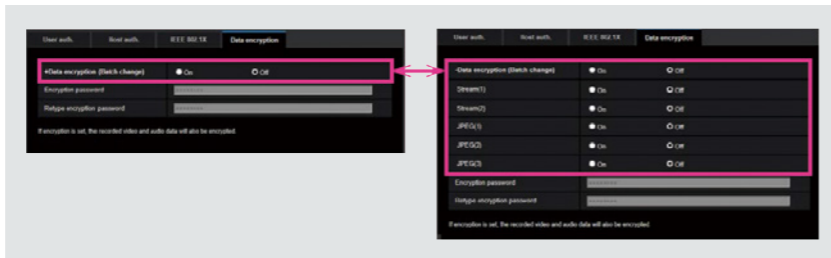 User auth. Host auth. IEEE 802.1X Data encryption
+Data encryption (Batch change) On Off
Encryption password
Retype encryption password
If encryption is set, the recorded video and audio data will also be encrypted.
User auth. Host auth. IEEE 802.1X Data encryption
-Data encryption (Batch change) On Off
Stream(1) On Off
Stream(2) On Off
JPEG(1) On Off
JPEG(2) On Off
JPEG(3) On Off
Encryption password
Retype encryption password
If encryption is set, the recorded video and audio data will also be encrypted.